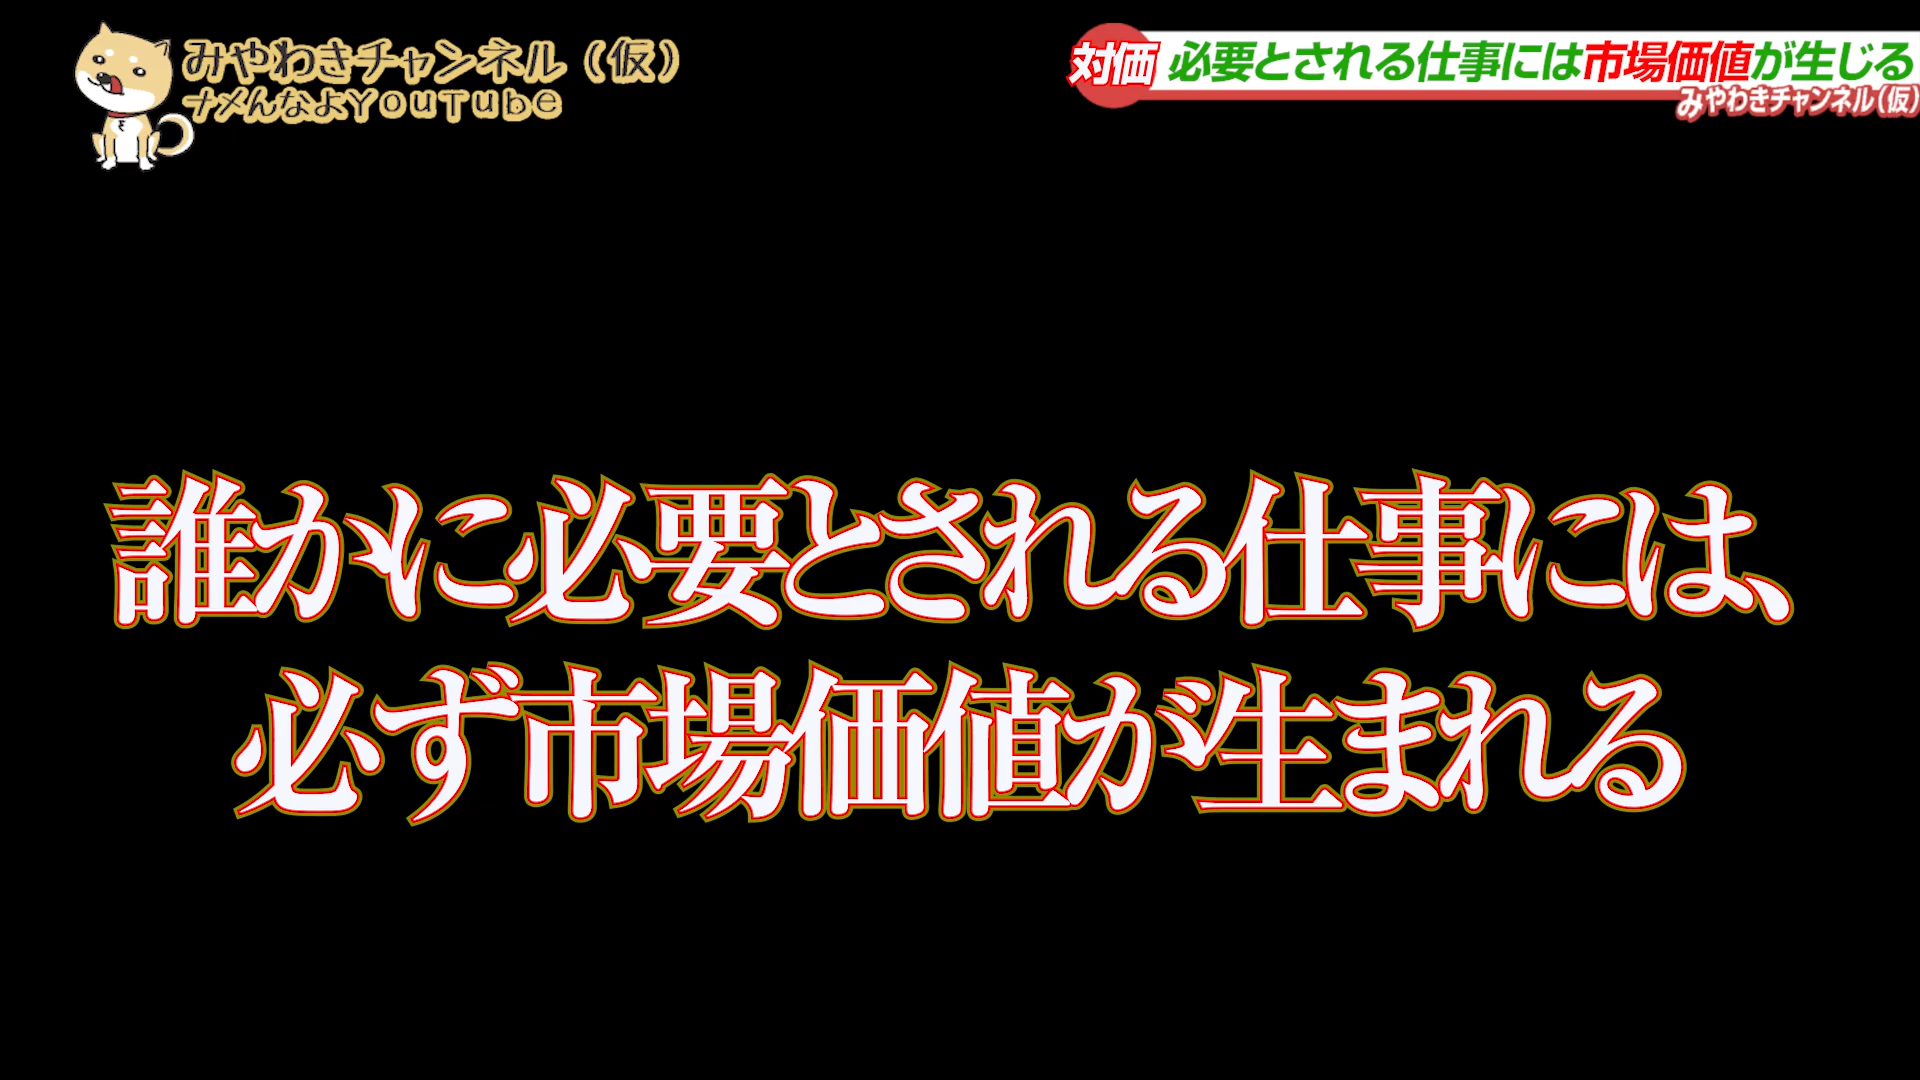 みやわきチャンネル（仮）
ナメんなよYouTube
対価 必要とされる仕事には市場価値が生じる
みやわきチャンネル(仮)
誰かに必要とされる仕事には、
必ず市場価値が生まれる